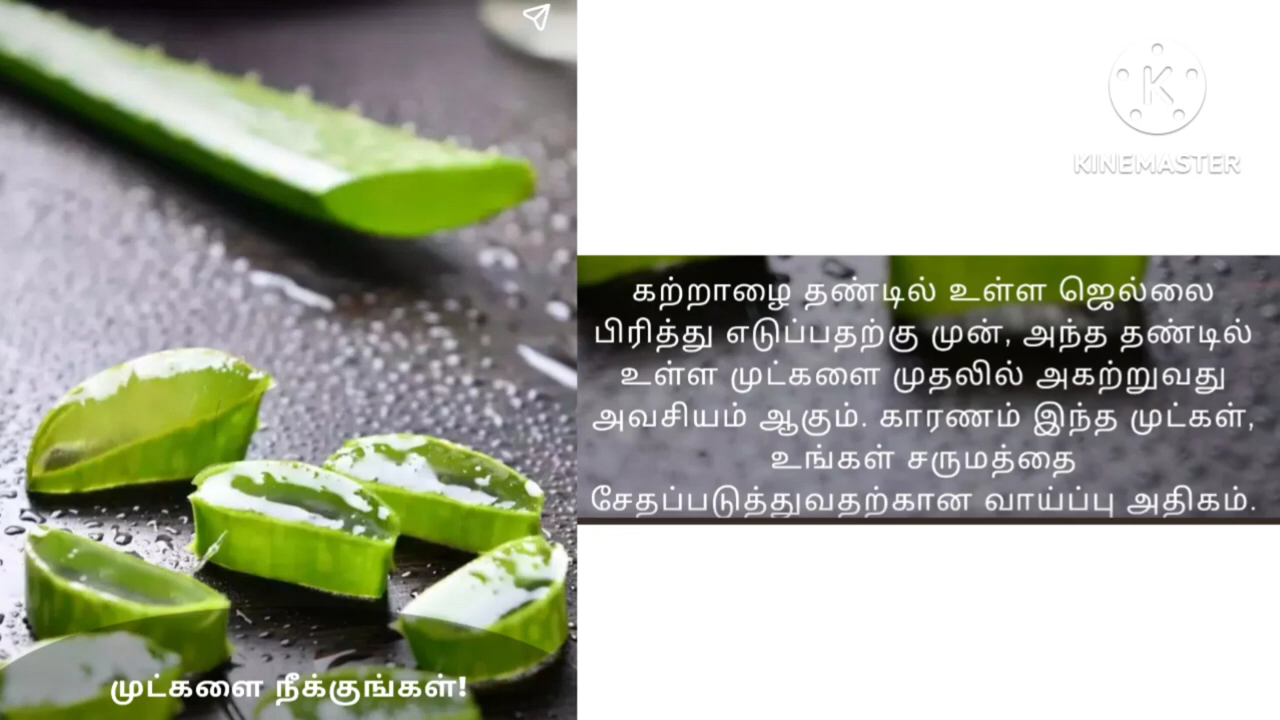 முட்களை நீக்குங்கள்!
K
KINEMASTER
கற்றாழை தண்டில் உள்ள ஜெல்லை
பிரித்து எடுப்பதற்கு முன், அந்த தண்டில்
உள்ள முட்களை முதலில் அகற்றுவது
அவசியம் ஆகும். காரணம் இந்த முட்கள்,
உங்கள் சருமத்தை
சேதப்படுத்துவதற்கான வாய்ப்பு அதிகம்.